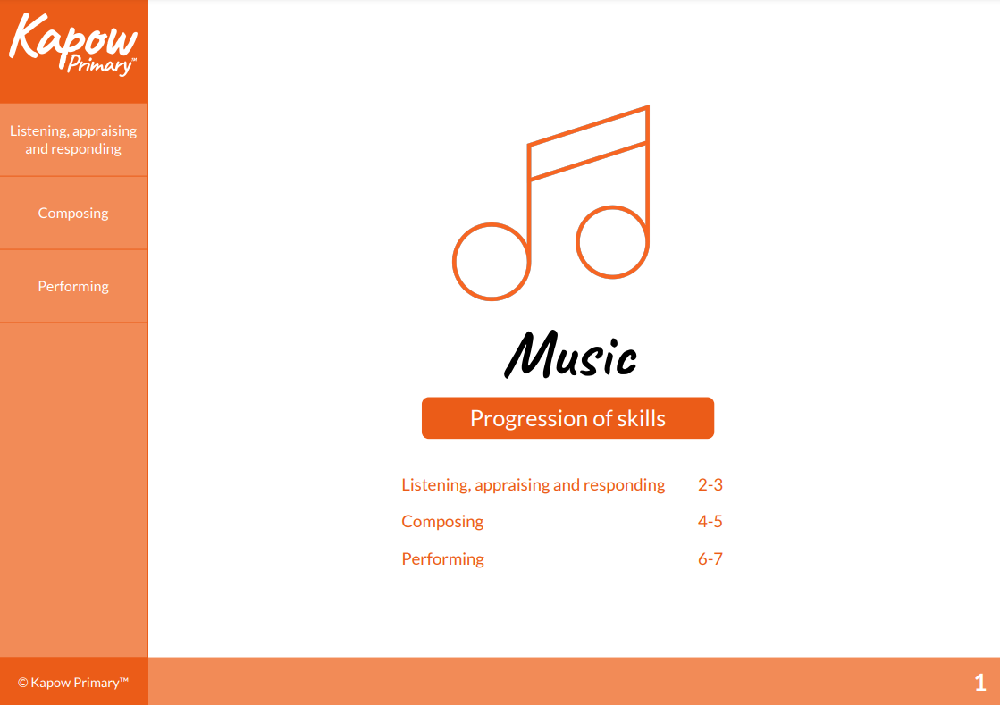 Kapow
Primary™
Listening, appraising
and responding
Composing
Performing
Music
Progression of skills
Listening, appraising and responding 2-3
Composing 4-5
Performing 6-7
© Kapow Primary™
1